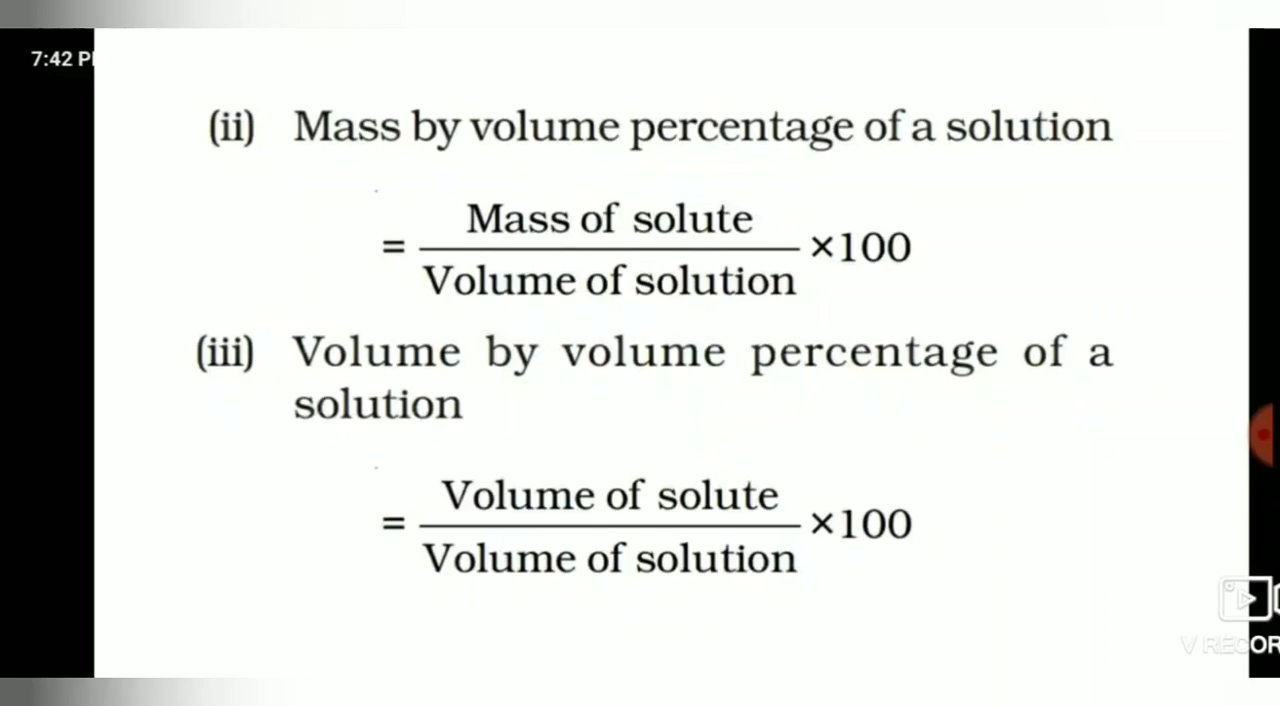 7:42 P
(ii) Mass by volume percentage of a solution
= Mass of solute / Volume of solution ×100
(iii) Volume by volume percentage of a
solution
= Volume of solute / Volume of solution ×100
V RECOR